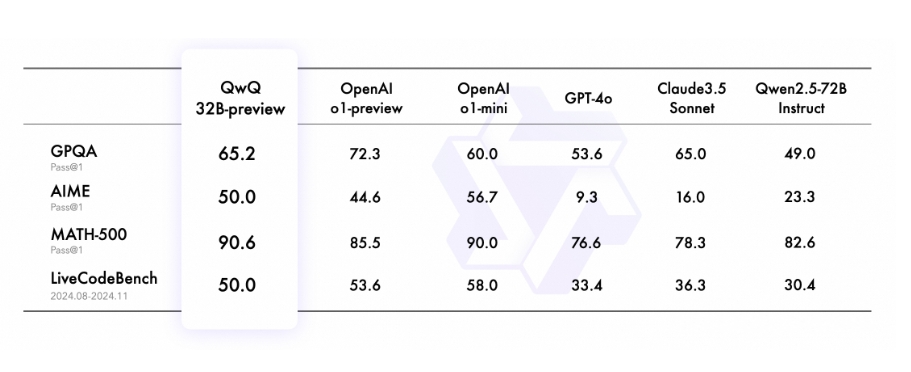 QwQ OpenAI OpenAI GPT-4o Claude3.5 Qwen2.5-72B
32B-preview o1-preview o1-mini Sonnet Instruct
GPQA 65.2 72.3 60.0 53.6 65.0 49.0
Pass@1
AIME 50.0 44.6 56.7 9.3 16.0 23.3
Pass@1
MATH-500 90.6 85.5 90.0 76.6 78.3 82.6
Pass@1
LiveCodeBench 50.0 53.6 58.0 33.4 36.3 30.4
2024.08-2024.11